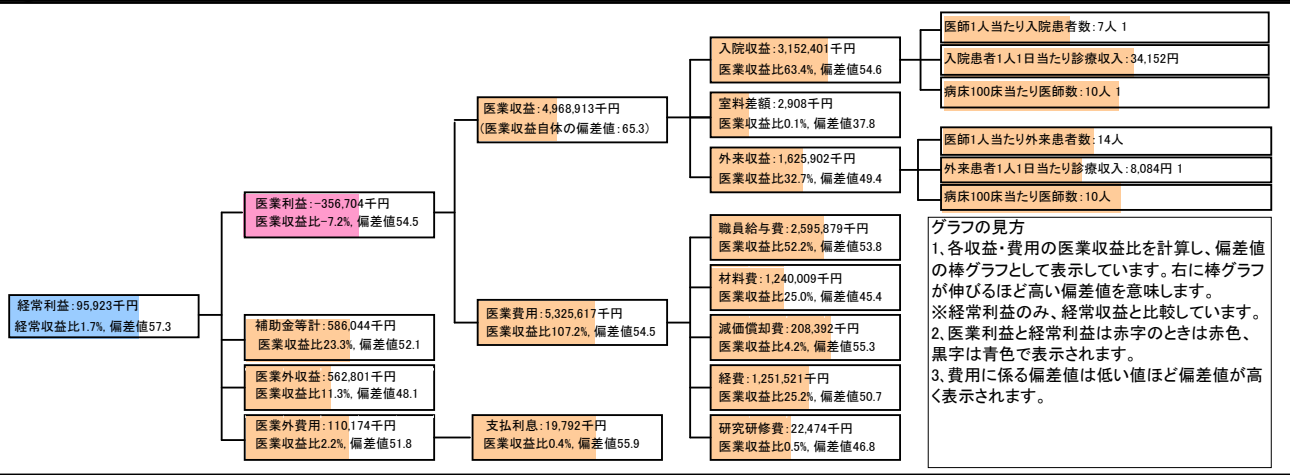 医師1人当たり入院患者数：7人 1
入院収益：3,152,401千円
医業収益比63.4%, 偏差値54.6
入院患者1人1日当たり診療収入：34,152円
病床100床当たり医師数：10人 1
医業収益：4,968,913千円
(医業収益自体の偏差値：65.3)
室料差額：2,908千円
医業収益比0.1%, 偏差値37.8
医師1人当たり外来患者数：14人
外来収益：1,625,902千円
医業収益比32.7%, 偏差値49.4
外来患者1人1日当たり診療収入：8,084円 1
病床100床当たり医師数：10人
医業利益：-356,704千円
医業収益比-7.2%, 偏差値54.5
職員給与費：2,595,879千円
医業収益比52.2%, 偏差値53.8
材料費：1,240,009千円
医業収益比25.0%, 偏差値45.4
経常利益：95,923千円
経常収益比1.7%, 偏差値57.3
医業費用：5,325,617千円
医業収益比107.2%, 偏差値54.5
補助金等計：586,044千円
医業収益比23.3%, 偏差値52.1
減価償却費：208,392千円
医業収益比4.2%, 偏差値55.3
医業外収益：562,801千円
医業収益比11.3%, 偏差値48.1
経費：1,251,521千円
医業収益比25.2%, 偏差値50.7
医業外費用：110,174千円
医業収益比2.2%, 偏差値51.8
支払利息：19,792千円
医業収益比0.4%, 偏差値55.9
研究研修費：22,474千円
医業収益比0.5%, 偏差値46.8
グラフの見方
1、各収益・費用の医業収益比を計算し、偏差値
の棒グラフとして表示しています。右に棒グラフ
が伸びるほど高い偏差値を意味します。
※経常利益のみ、経常収益と比較しています。
2、医業利益と経常利益は赤字のときは赤色、
黒字は青色で表示されます。
3、費用に係る偏差値は低い値ほど偏差値が高
く表示されます。